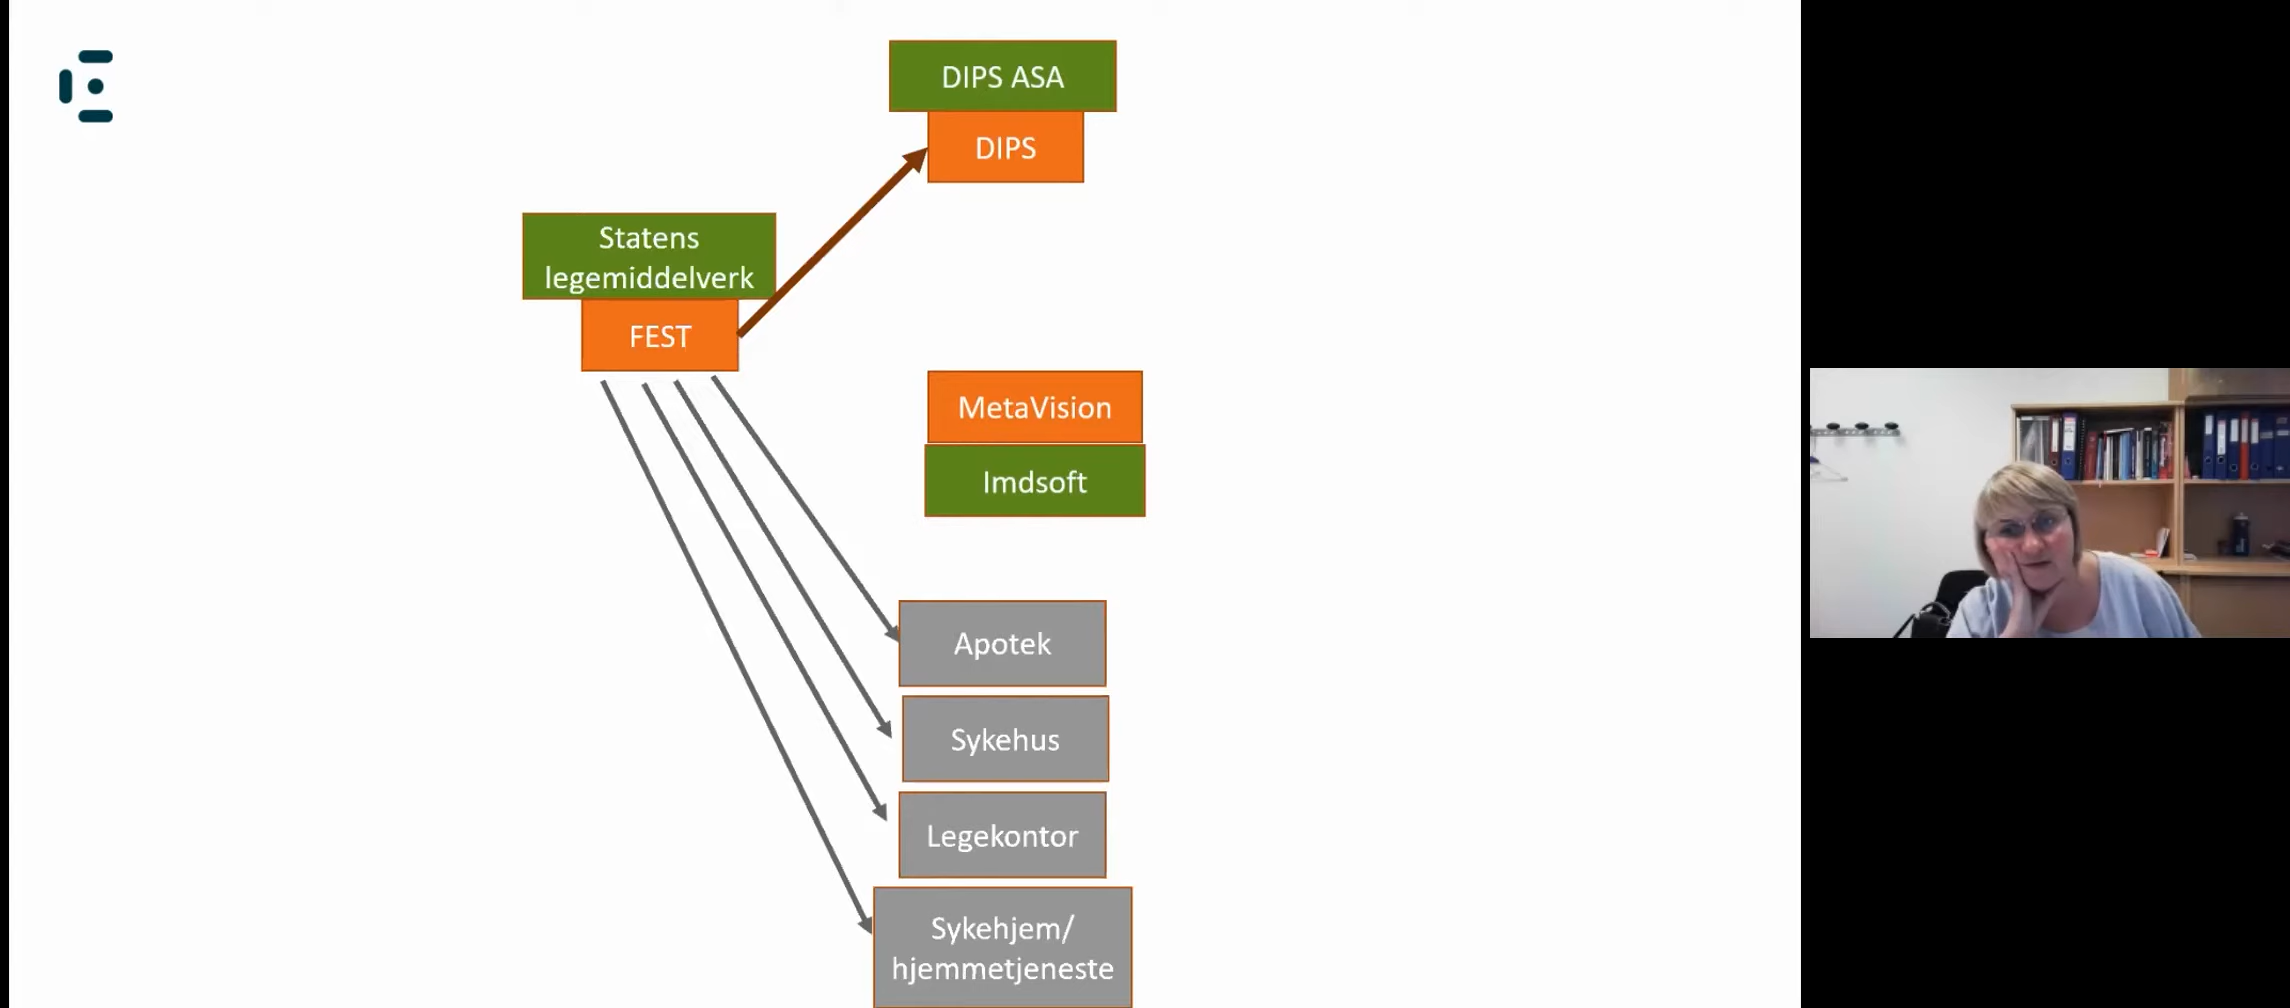 DIPS ASA
DIPS
Statens
legemiddelverk
FEST
MetaVision
Imdsoft
Apotek
Sykehus
Legekontor
Sykehjem/
hjemmetjeneste